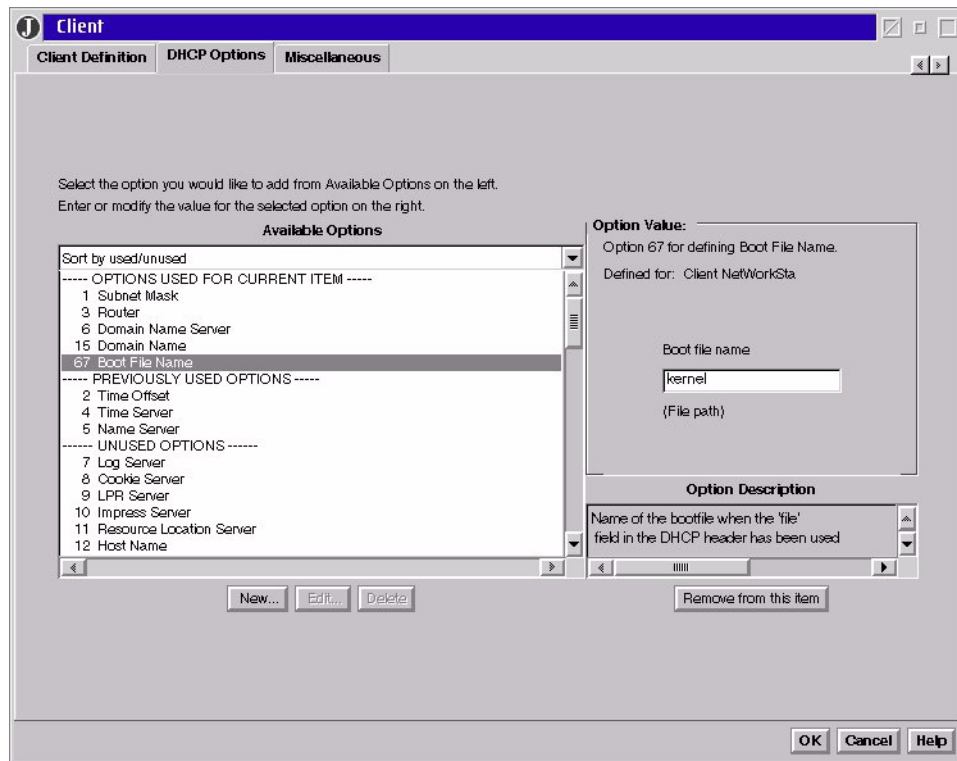 J Client
Client Definition DHCP Options Miscellaneous
Select the option you would like to add from Available Options on the left.
Enter or modify the value for the selected option on the right.
Available Options
Sort by used/unused
----- OPTIONS USED FOR CURRENT ITEM -----
1 Subnet Mask
3 Router
6 Domain Name Server
15 Domain Name
67 Boot File Name
----- PREVIOUSLY USED OPTIONS -----
2 Time Offset
4 Time Server
5 Name Server
------ UNUSED OPTIONS ------
7 Log Server
8 Cookie Server
9 LPR Server
10 Impress Server
11 Resource Location Server
12 Host Name
New... Edit... Delete
Option Value:
Option 67 for defining Boot File Name.
Defined for: Client NetWorkSta
Boot file name
kernel
(File path)
Option Description
Name of the bootfile when the 'file'
field in the DHCP header has been used
Remove from this item
OK Cancel Help